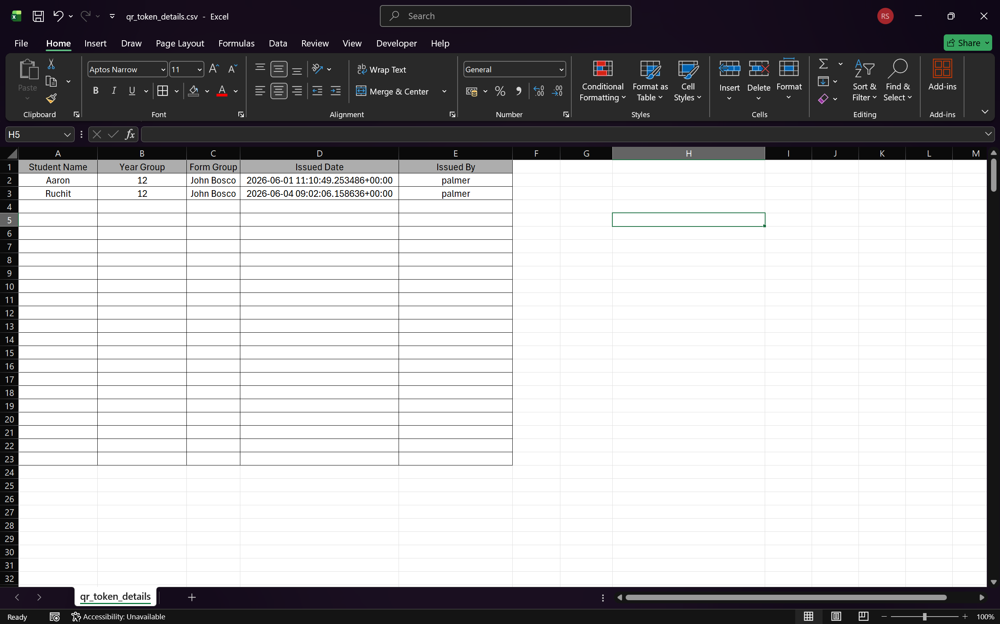 qr_token_details.csv - Excel
Search
RS
File Home Insert Draw Page Layout Formulas Data Review View Developer Help
Share
Paste
Clipboard
Aptos Narrow 11
B I U A
Font
Wrap Text
Merge & Center
Alignment
General
Number
Conditional Formatting
Format as Table
Cell Styles
Styles
Insert Delete Format
Cells
Sort & Filter
Find & Select
Editing
Add-ins
Add-ins
H5
fx
A B C D E F G H I J K L M
1 Student Name Year Group Form Group Issued Date Issued By
2 Aaron 12 John Bosco 2026-06-01 11:10:49.253486+00:00 palmer
3 Ruchit 12 John Bosco 2026-06-04 09:02:06.158636+00:00 palmer
4
5
6
7
8
9
10
11
12
13
14
15
16
17
18
19
20
21
22
23
24
25
26
27
28
29
30
31
32
qr_token_details
Ready
Accessibility: Unavailable
100%